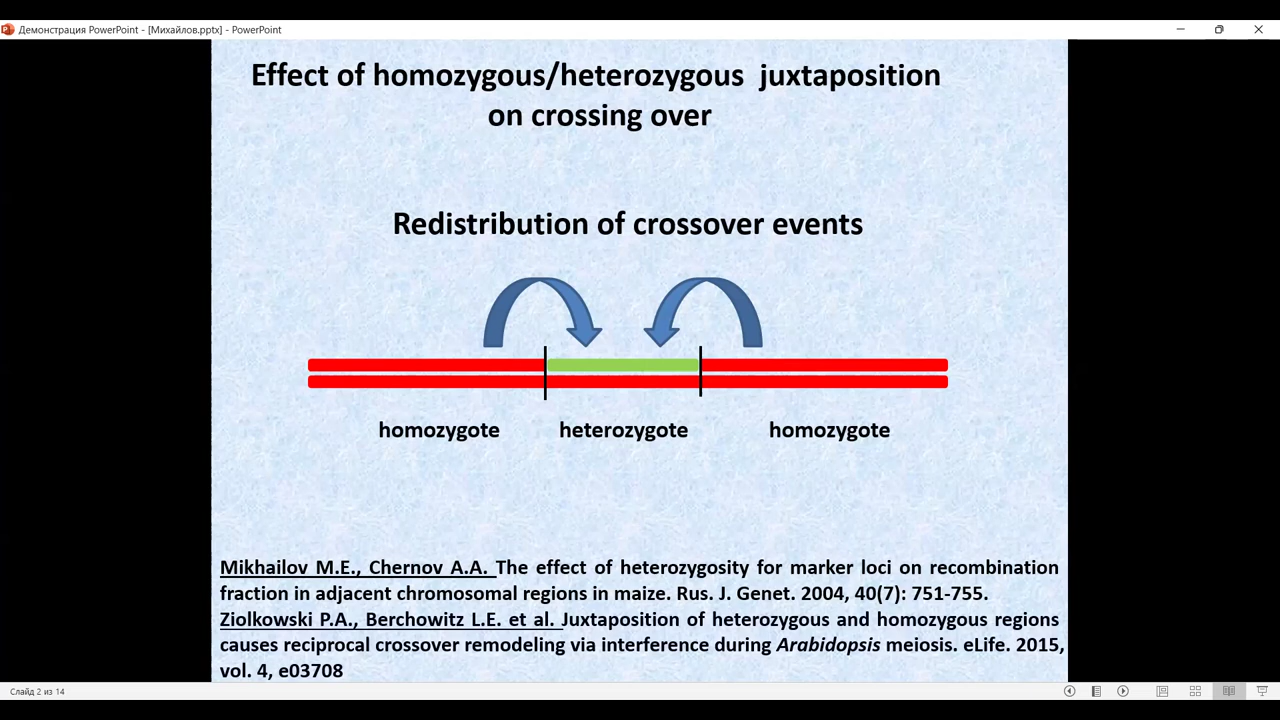 Демонстрация PowerPoint - [Михайлов.pptx] - PowerPoint
Effect of homozygous/heterozygous juxtaposition
on crossing over
Redistribution of crossover events
homozygote heterozygote homozygote
Mikhailov M.E., Chernov A.A. The effect of heterozygosity for marker loci on recombination
fraction in adjacent chromosomal regions in maize. Rus. J. Genet. 2004, 40(7): 751-755.
Ziolkowski P.A., Berchowitz L.E. et al. Juxtaposition of heterozygous and homozygous regions
causes reciprocal crossover remodeling via interference during Arabidopsis meiosis. eLife. 2015,
vol. 4, e03708
Слайд 2 из 14